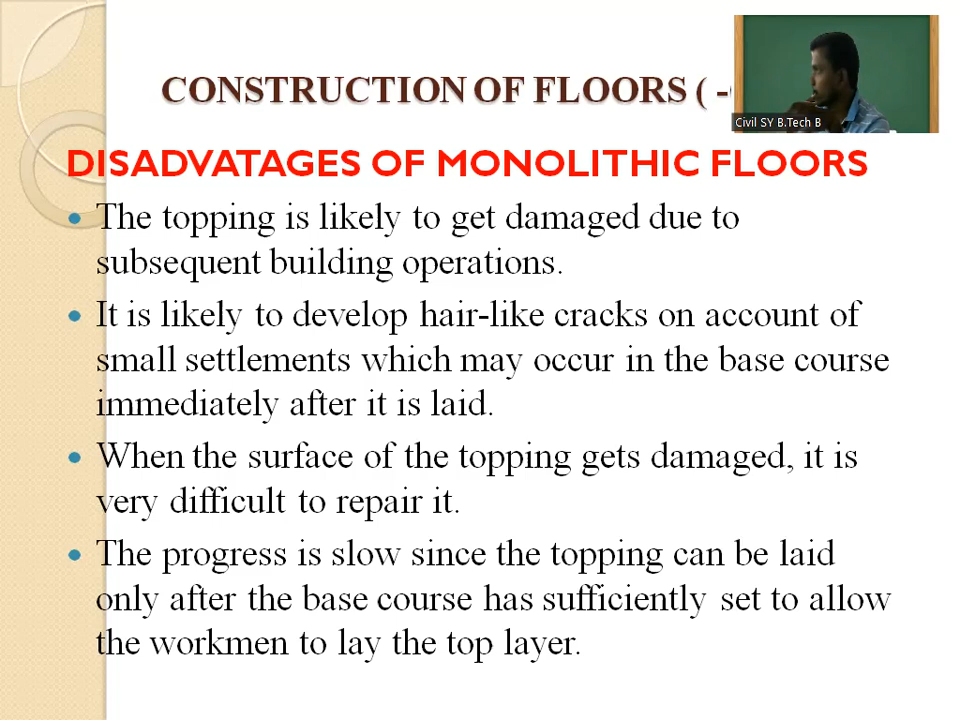 CONSTRUCTION OF FLOORS ( -
Civil SY B.Tech B
DISADVATAGES OF MONOLITHIC FLOORS
• The topping is likely to get damaged due to
subsequent building operations.
• It is likely to develop hair-like cracks on account of
small settlements which may occur in the base course
immediately after it is laid.
• When the surface of the topping gets damaged, it is
very difficult to repair it.
• The progress is slow since the topping can be laid
only after the base course has sufficiently set to allow
the workmen to lay the top layer.